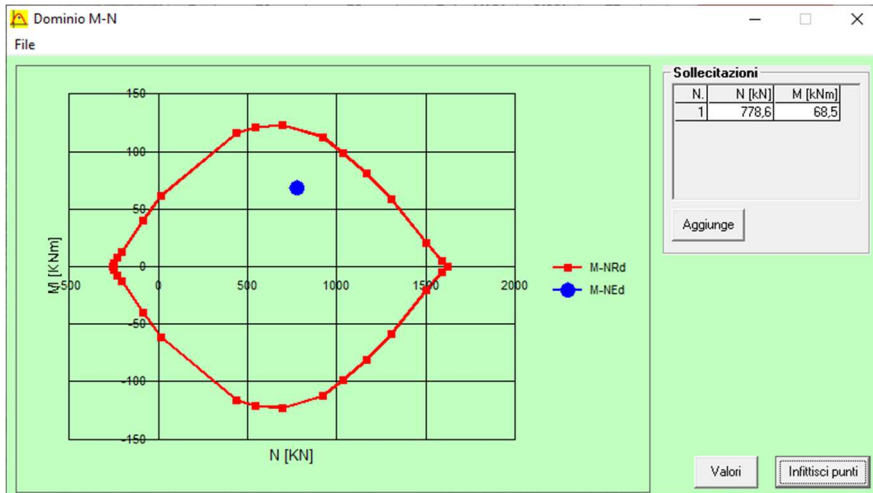 Dominio M-N
File
150
100
50
0
-50
-100
-150
-500
0
500
1000
1500
2000
M [KNm]
N [KN]
M-NRd
M-NEd
Sollecitazioni
N. N [kN] M [kNm]
1 778,6 68,5
Aggiunge
Valori
Infittisci punti